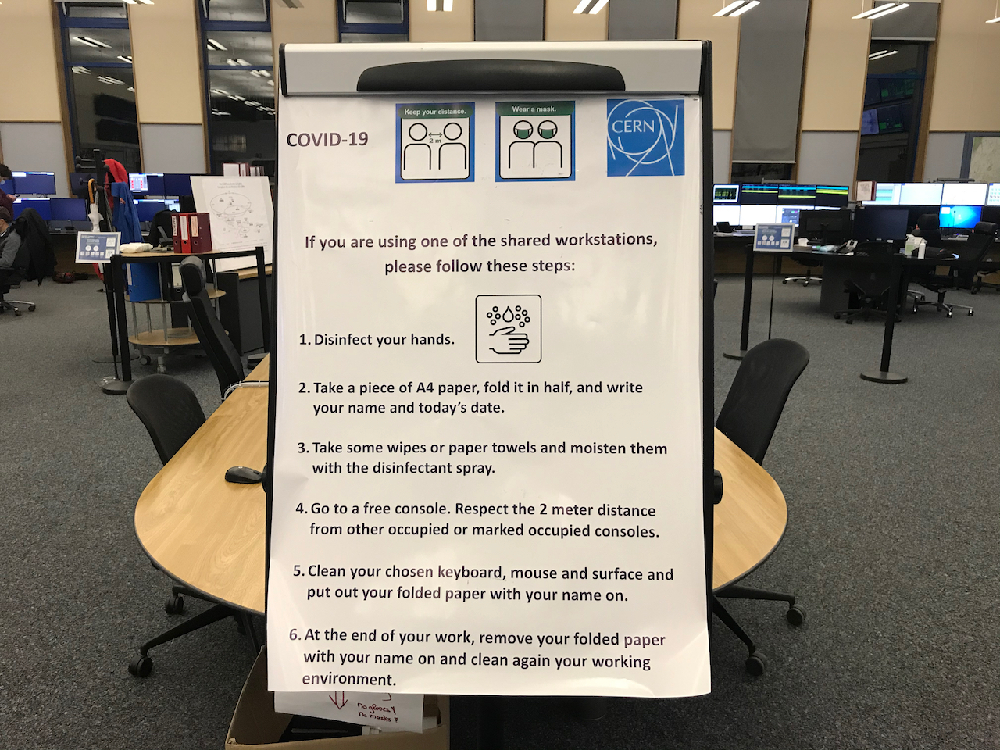 Keep your distance.
2 m
Wear a mask.
CERN
COVID-19
If you are using one of the shared workstations,
please follow these steps:
1. Disinfect your hands.
2. Take a piece of A4 paper, fold it in half, and write
your name and today's date.
3. Take some wipes or paper towels and moisten them
with the disinfectant spray.
4. Go to a free console. Respect the 2 meter distance
from other occupied or marked occupied consoles.
5. Clean your chosen keyboard, mouse and surface and
put out your folded paper with your name on.
6. At the end of your work, remove your folded paper
with your name on and clean again your working
environment.
No gloves!
No masks!